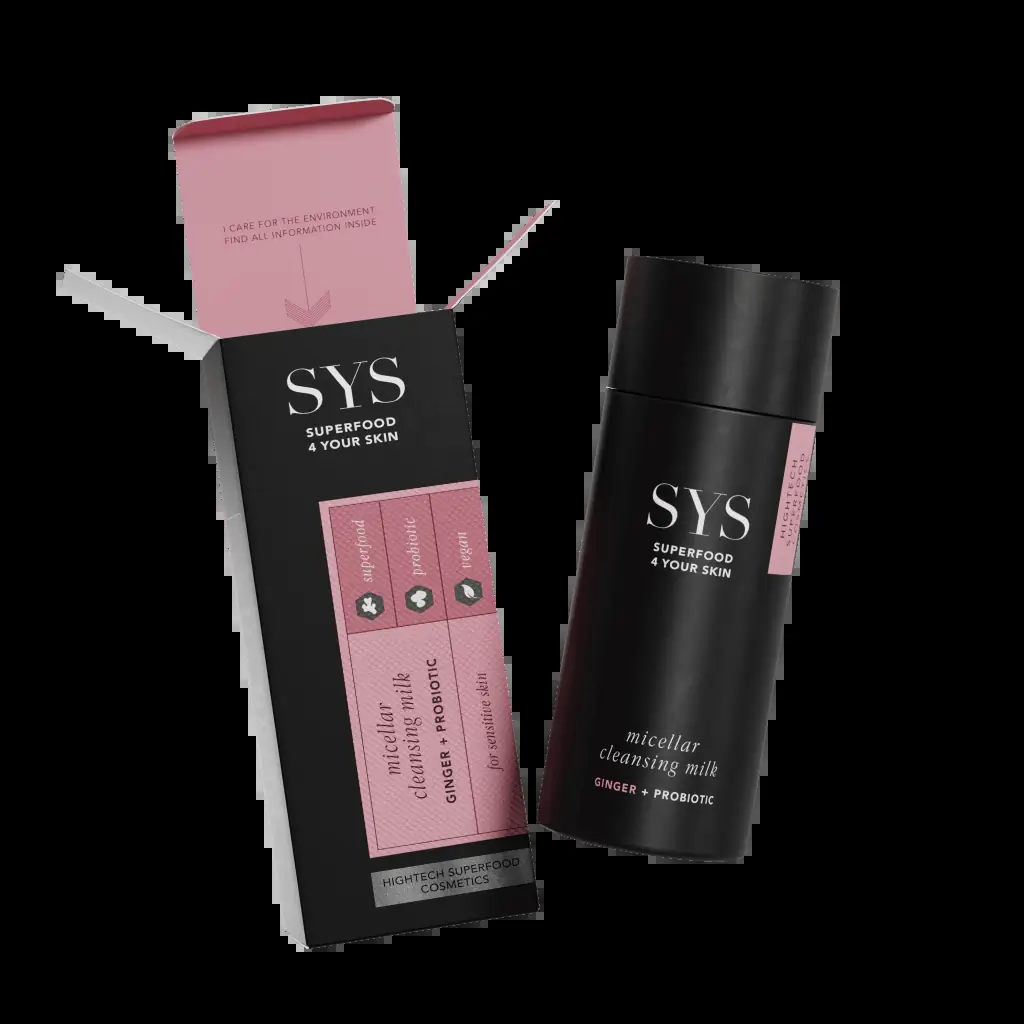 I CARE FOR THE ENVIRONMENT
FIND ALL INFORMATION INSIDE
SYS
SUPERFOOD
4 YOUR SKIN
superfood
probiotic
vegan
micellar
cleansing milk
GINGER + PROBIOTIC
for sensitive skin
HIGHTECH SUPERFOOD
COSMETICS
SYS
SUPERFOOD
4 YOUR SKIN
HIGHTECH
SUPERFOOD
COSMETICS
micellar
cleansing milk
GINGER + PROBIOTIC